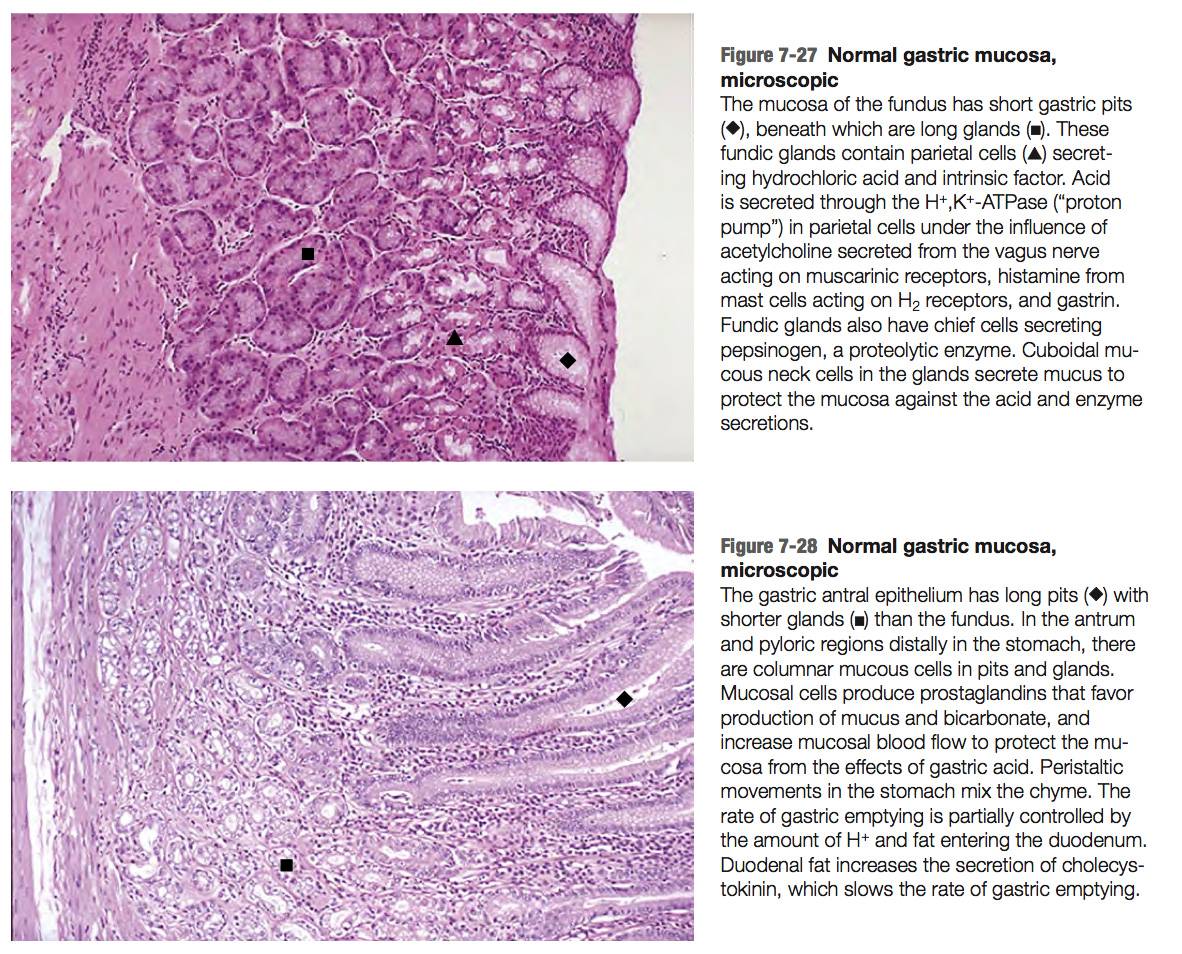 Figure 7-27 Normal gastric mucosa,
microscopic
The mucosa of the fundus has short gastric pits
(◆), beneath which are long glands (■). These
fundic glands contain parietal cells (▲) secret-
ing hydrochloric acid and intrinsic factor. Acid
is secreted through the H⁺,K⁺-ATPase (“proton
pump”) in parietal cells under the influence of
acetylcholine secreted from the vagus nerve
acting on muscarinic receptors, histamine from
mast cells acting on H₂ receptors, and gastrin.
Fundic glands also have chief cells secreting
pepsinogen, a proteolytic enzyme. Cuboidal mu-
cous neck cells in the glands secrete mucus to
protect the mucosa against the acid and enzyme
secretions.
Figure 7-28 Normal gastric mucosa,
microscopic
The gastric antral epithelium has long pits (◆) with
shorter glands (■) than the fundus. In the antrum
and pyloric regions distally in the stomach, there
are columnar mucous cells in pits and glands.
Mucosal cells produce prostaglandins that favor
production of mucus and bicarbonate, and
increase mucosal blood flow to protect the mu-
cosa from the effects of gastric acid. Peristaltic
movements in the stomach mix the chyme. The
rate of gastric emptying is partially controlled by
the amount of H⁺ and fat entering the duodenum.
Duodenal fat increases the secretion of cholecys-
tokinin, which slows the rate of gastric emptying.